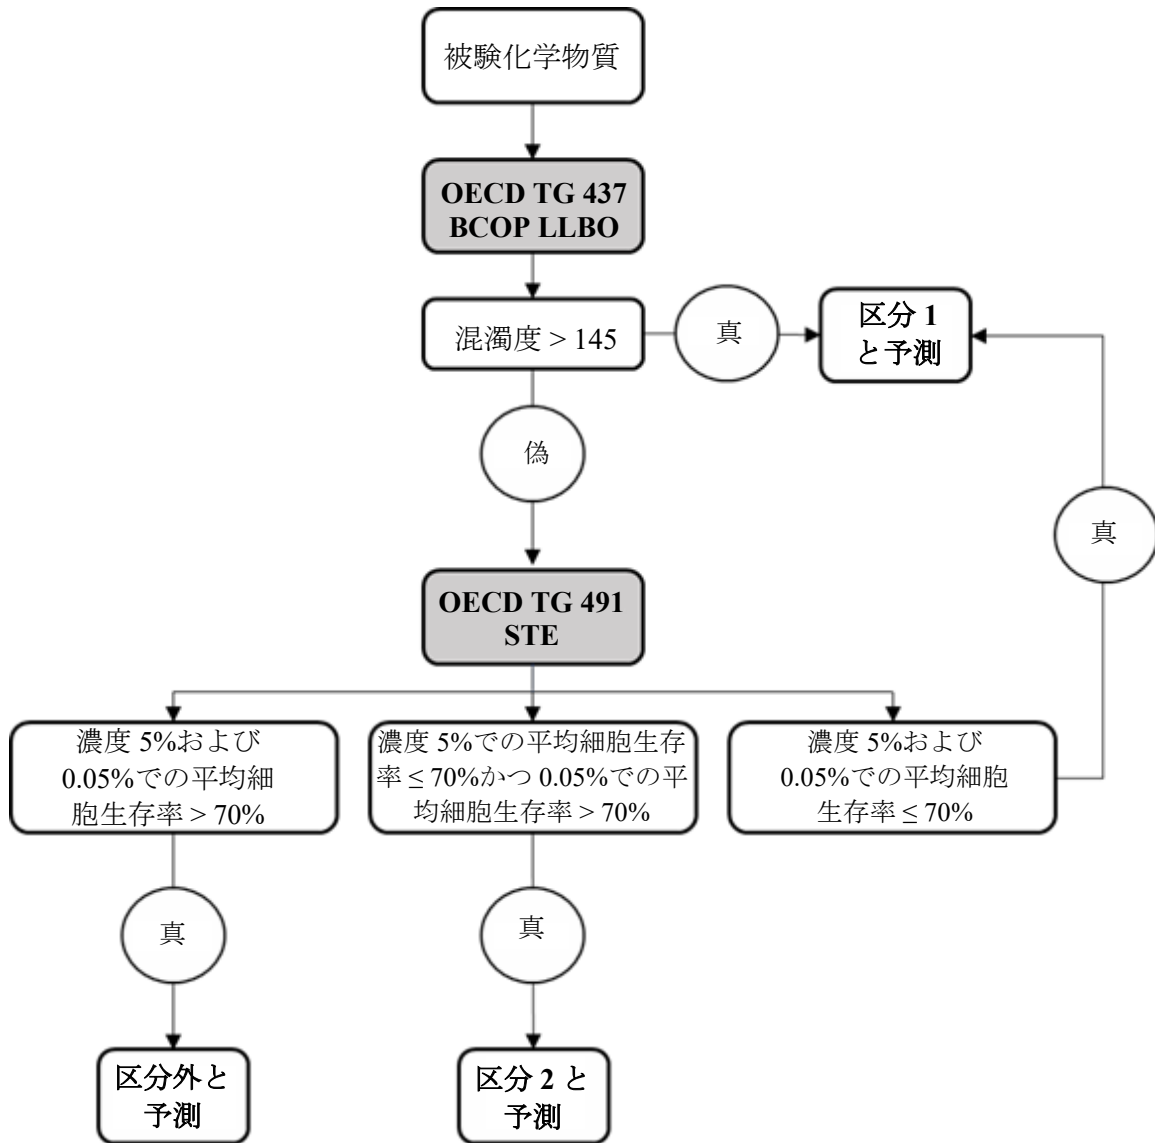 被験化学物質
OECD TG 437
BCOP LLBO
混濁度 > 145
真
区分 1
と予測
偽
真
OECD TG 491
STE
濃度 5%および
0.05%での平均細
胞生存率 > 70%
濃度 5%での平均細胞生存
率 ≤ 70%かつ 0.05%での平
均細胞生存率 > 70%
濃度 5%および
0.05%での平均細胞
生存率 ≤ 70%
真
真
区分外と
予測
区分 2 と
予測